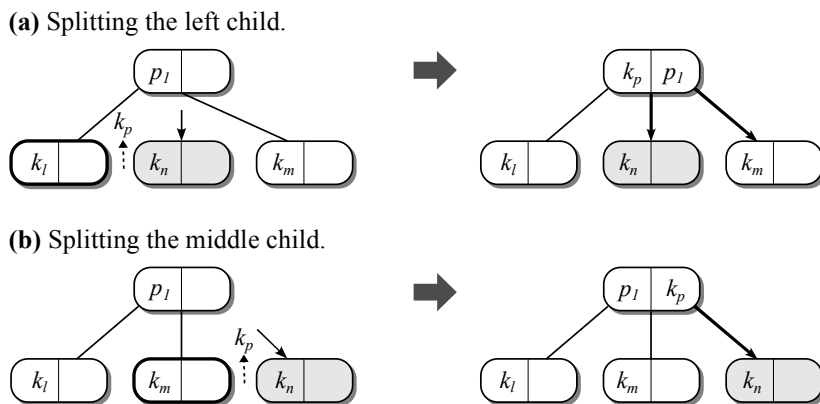 (a) Splitting the left child.
p1 kp p1
kp
kl kn km kl kn km
(b) Splitting the middle child.
p1 p1 kp
kp
kl km kn kl km kn